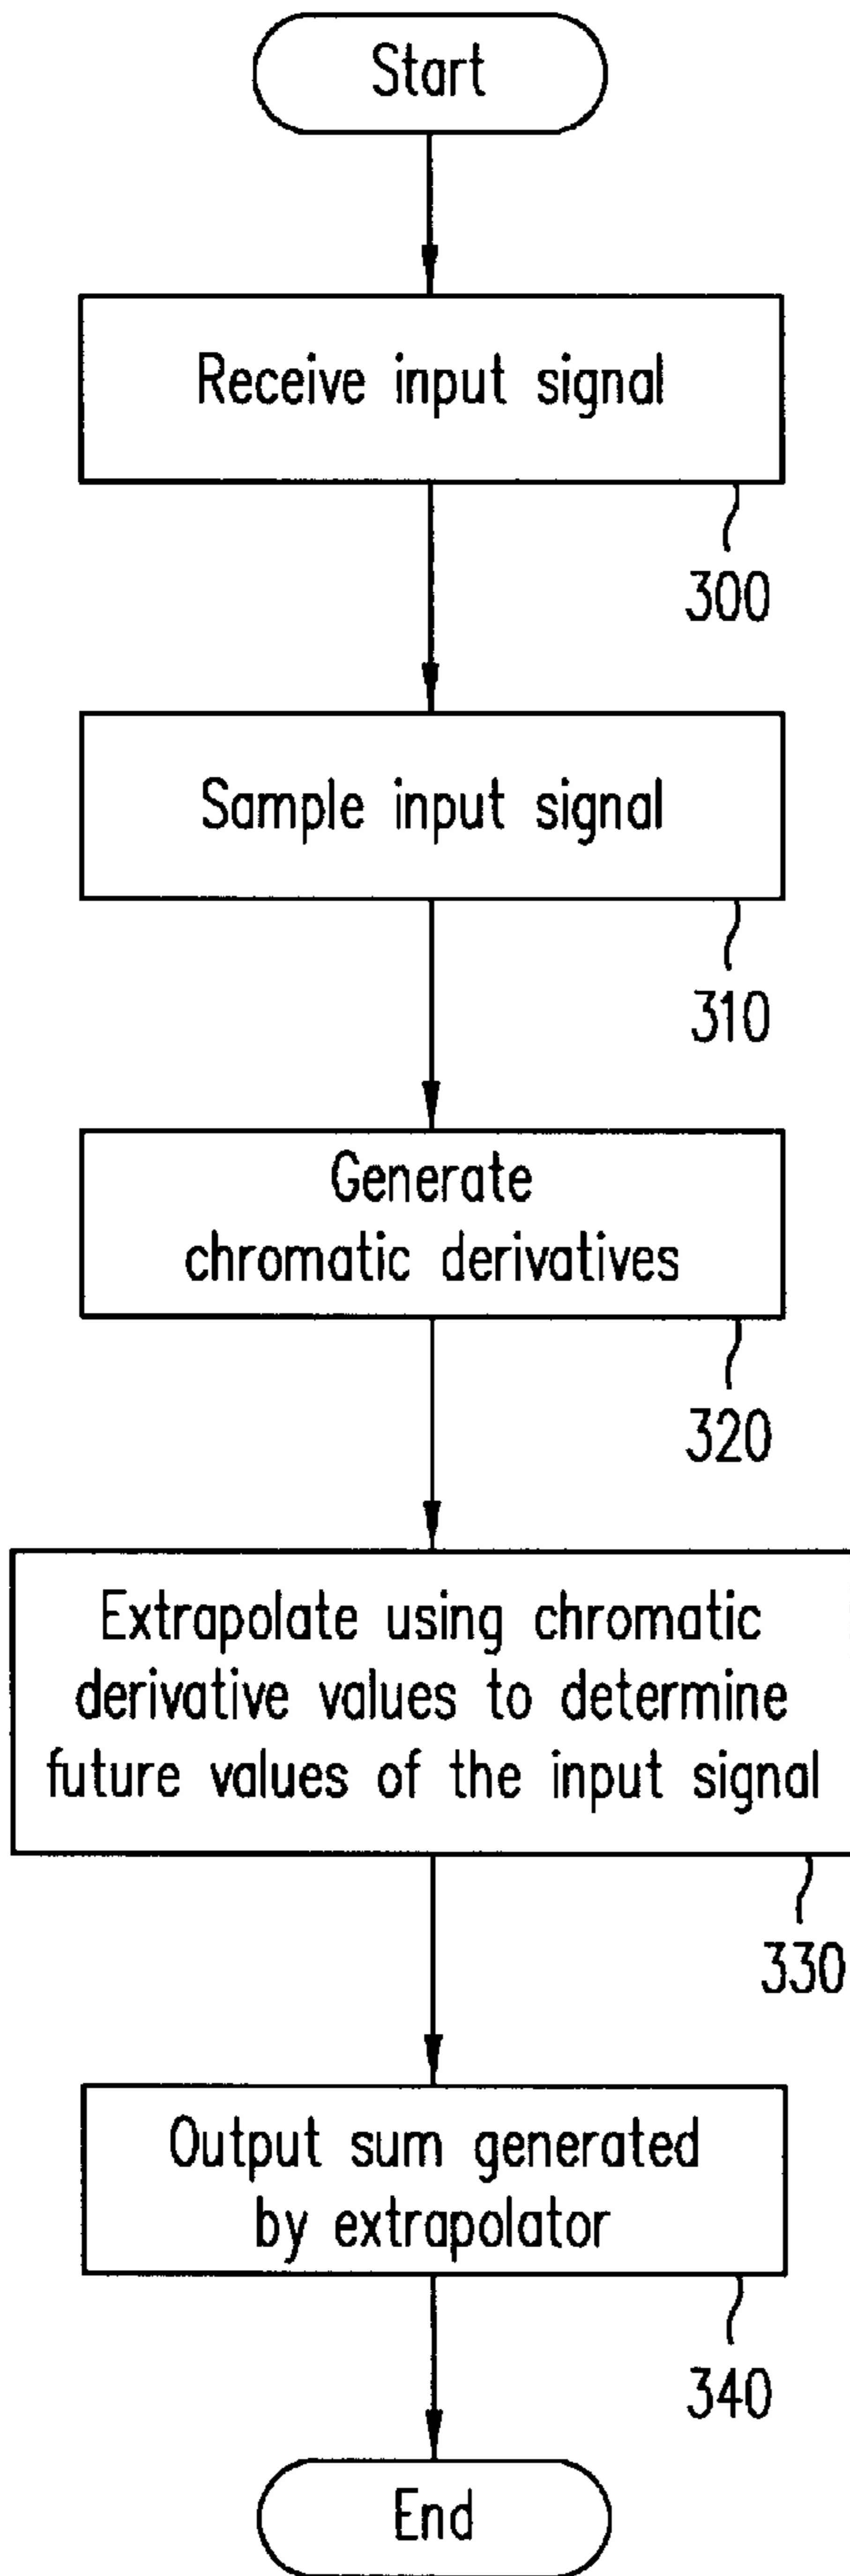 Start
Receive input signal
300
Sample input signal
310
Generate
chromatic derivatives
320
Extrapolate using chromatic
derivative values to determine
future values of the input signal
330
Output sum generated
by extrapolator
340
End